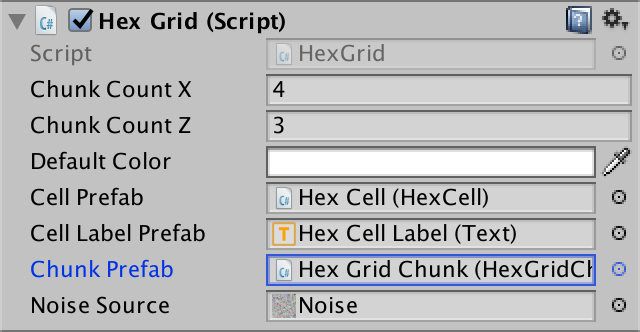 Hex Grid (Script)
Script HexGrid
Chunk Count X 4
Chunk Count Z 3
Default Color
Cell Prefab Hex Cell (HexCell)
Cell Label Prefab Hex Cell Label (Text)
Chunk Prefab Hex Grid Chunk (HexGridCh
Noise Source Noise